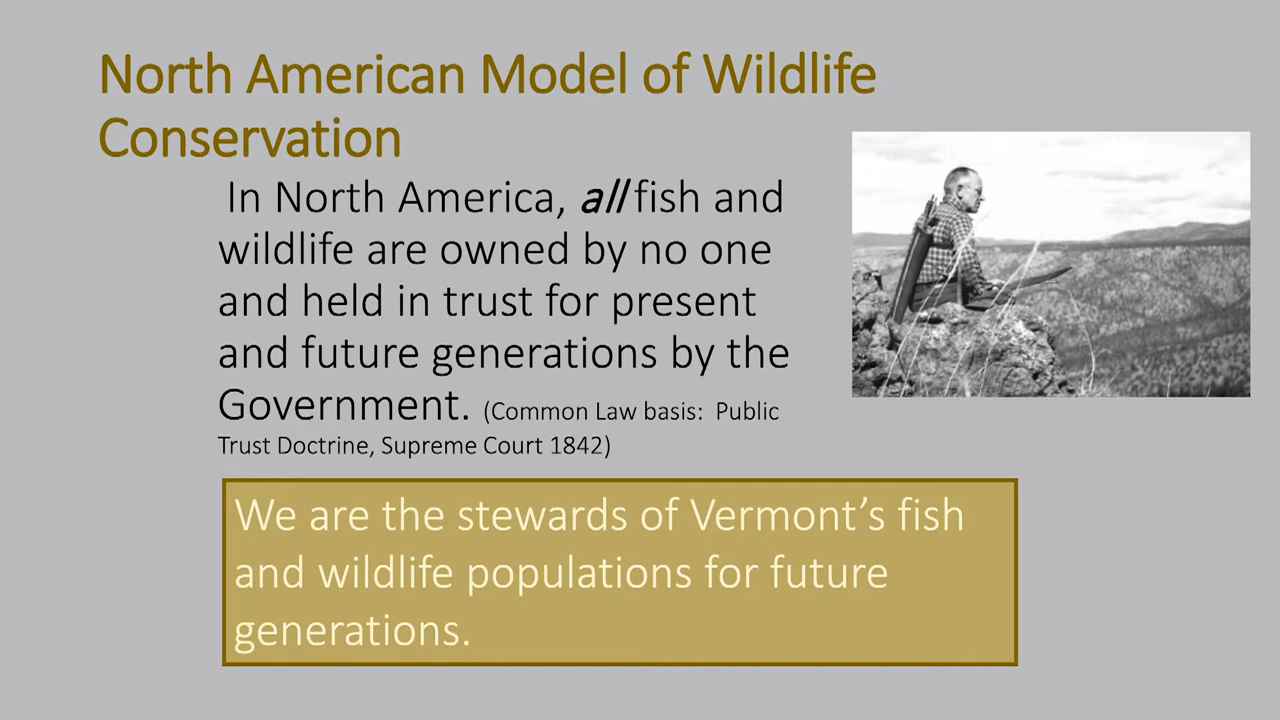 North American Model of Wildlife
Conservation
In North America, all fish and
wildlife are owned by no one
and held in trust for present
and future generations by the
Government. (Common Law basis: Public
Trust Doctrine, Supreme Court 1842)
We are the stewards of Vermont’s fish
and wildlife populations for future
generations.